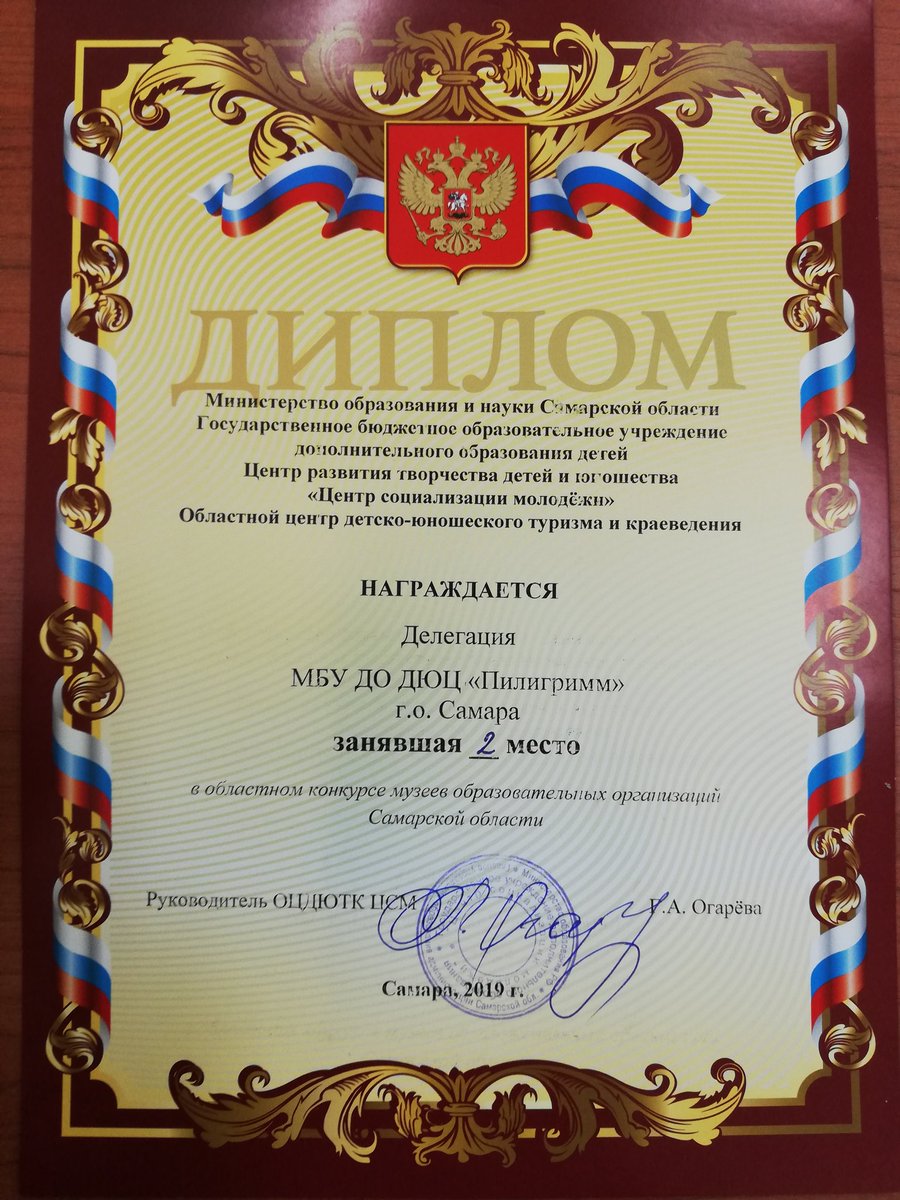 ДИПЛОМ
Министерство образования и науки Самарской области
Государственное бюджетное образовательное учреждение
дополнительного образования детей
Центр развития творчества детей и юношества
«Центр социализации молодёжи»
Областной центр детско-юношеского туризма и краеведения
НАГРАЖДАЕТСЯ
Делегация
МБУ ДО ДЮЦ «Пилигримм»
г.о. Самара
занявшая 2 место
в областном конкурсе музеев образовательных организаций
Самарской области
Руководитель ОЦДЮТК ЦСМ Огарёва
Самара, 2019 г.